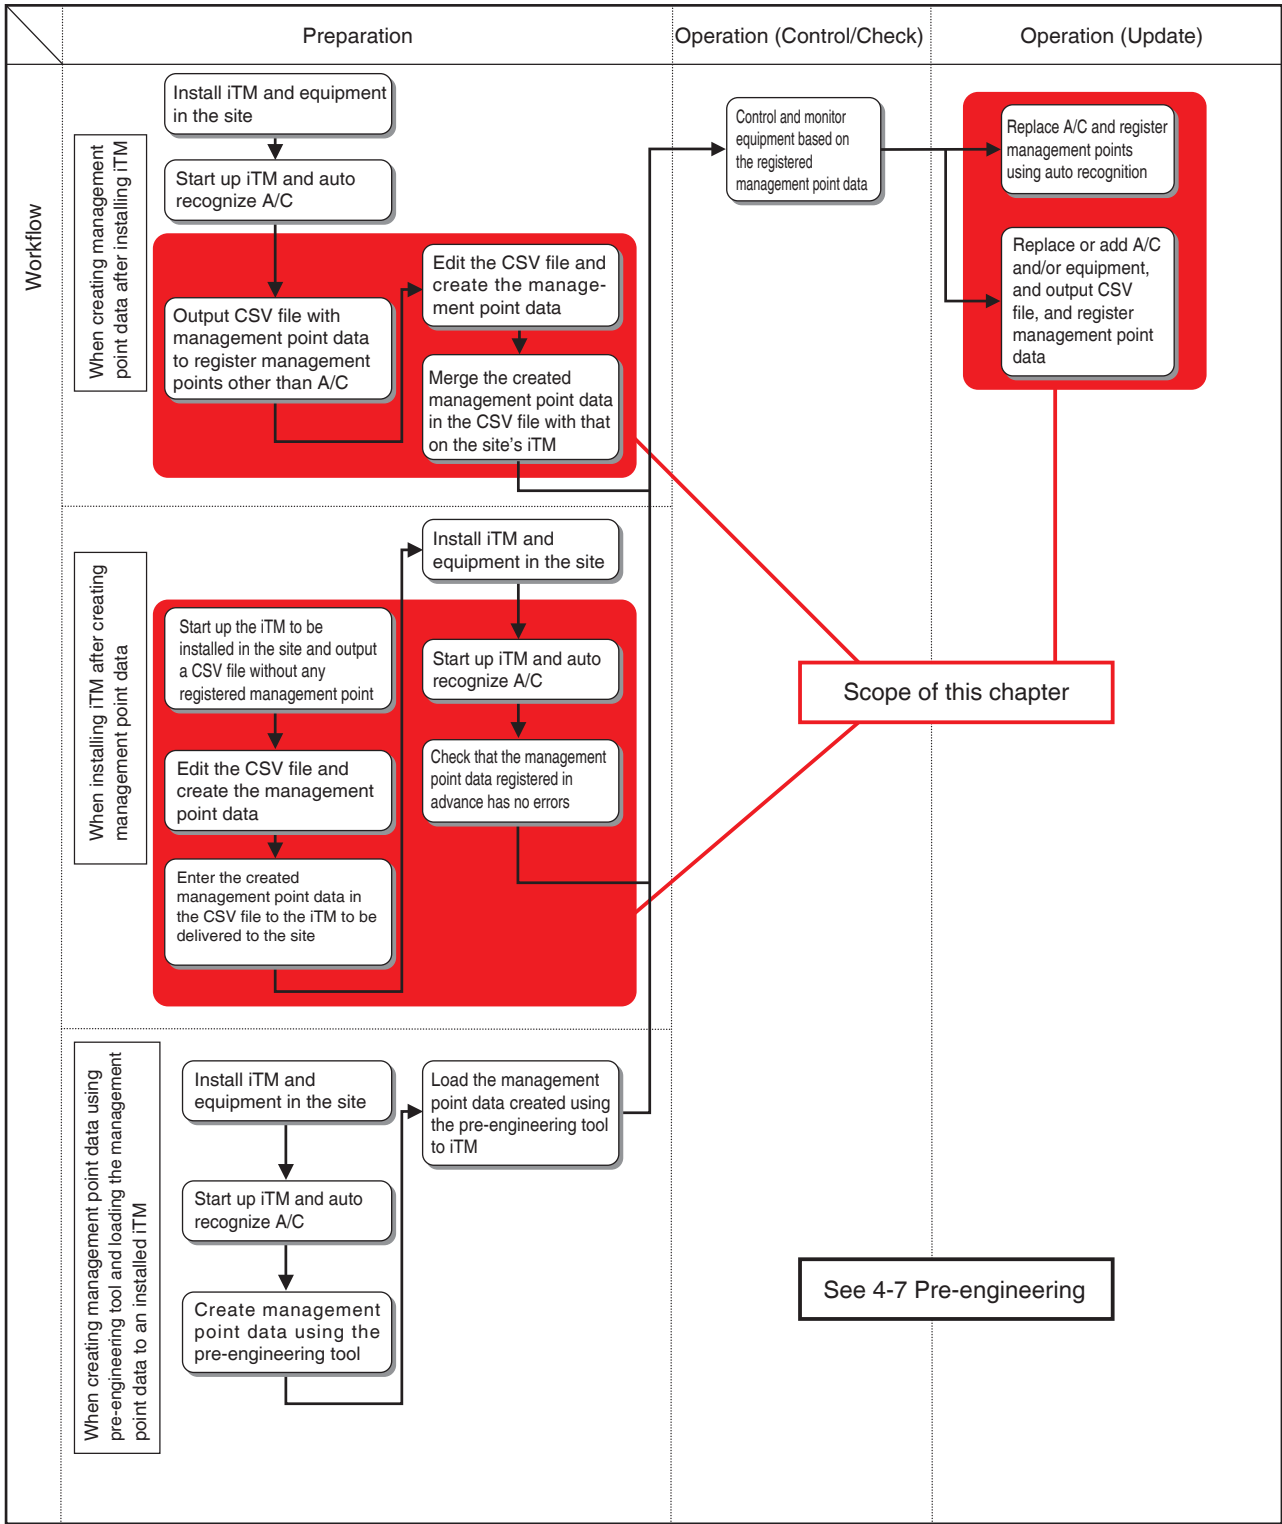 Preparation
Operation (Control/Check)
Operation (Update)
Workflow
When creating management
point data after installing iTM
Install iTM and equipment
in the site
Start up iTM and auto
recognize A/C
Output CSV file with
management point data
to register management
points other than A/C
Edit the CSV file and
create the manage-
ment point data
Merge the created
management point data
in the CSV file with that
on the site's iTM
Control and monitor
equipment based on
the registered
management point data
Replace A/C and register
management points
using auto recognition
Replace or add A/C
and/or equipment,
and output CSV
file, and register
management point
data
When installing iTM after creating
management point data
Start up the iTM to be
installed in the site and output
a CSV file without any
registered management point
Edit the CSV file and
create the management
point data
Enter the created
management point data in
the CSV file to the iTM to be
delivered to the site
Install iTM and
equipment in the site
Start up iTM and auto
recognize A/C
Check that the management
point data registered in
advance has no errors
Scope of this chapter
When creating management point data using
pre-engineering tool and loading the management
point data to an installed iTM
Install iTM and
equipment in the site
Start up iTM and auto
recognize A/C
Create management
point data using the
pre-engineering tool
Load the management
point data created using
the pre-engineering tool
to iTM
See 4-7 Pre-engineering